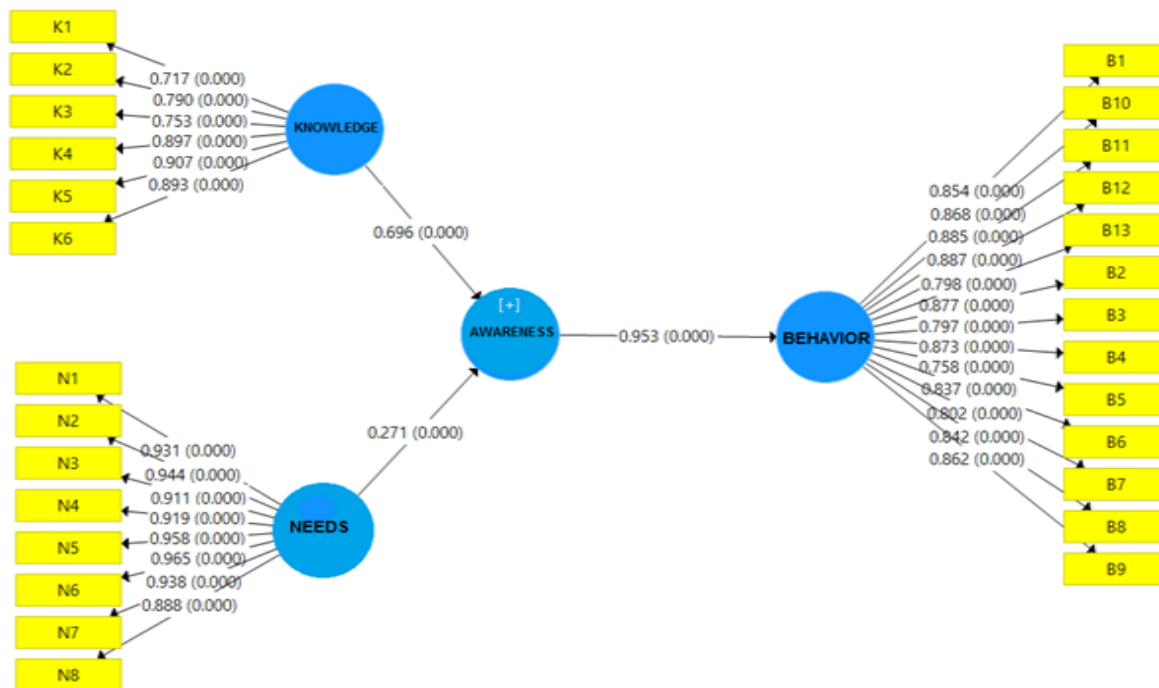 K1
K2
K3
K4
K5
K6
0.717 (0.000)
0.790 (0.000)
0.753 (0.000)
0.897 (0.000)
0.907 (0.000)
0.893 (0.000)
KNOWLEDGE
0.696 (0.000)
N1
N2
N3
N4
N5
N6
N7
N8
0.931 (0.000)
0.944 (0.000)
0.911 (0.000)
0.919 (0.000)
0.958 (0.000)
0.965 (0.000)
0.938 (0.000)
0.888 (0.000)
NEEDS
0.271 (0.000)
[+]
AWARENESS
0.953 (0.000)
BEHAVIOR
0.854 (0.000)
0.868 (0.000)
0.885 (0.000)
0.887 (0.000)
0.798 (0.000)
0.877 (0.000)
0.797 (0.000)
0.873 (0.000)
0.758 (0.000)
0.837 (0.000)
0.802 (0.000)
0.842 (0.000)
0.862 (0.000)
B1
B10
B11
B12
B13
B2
B3
B4
B5
B6
B7
B8
B9